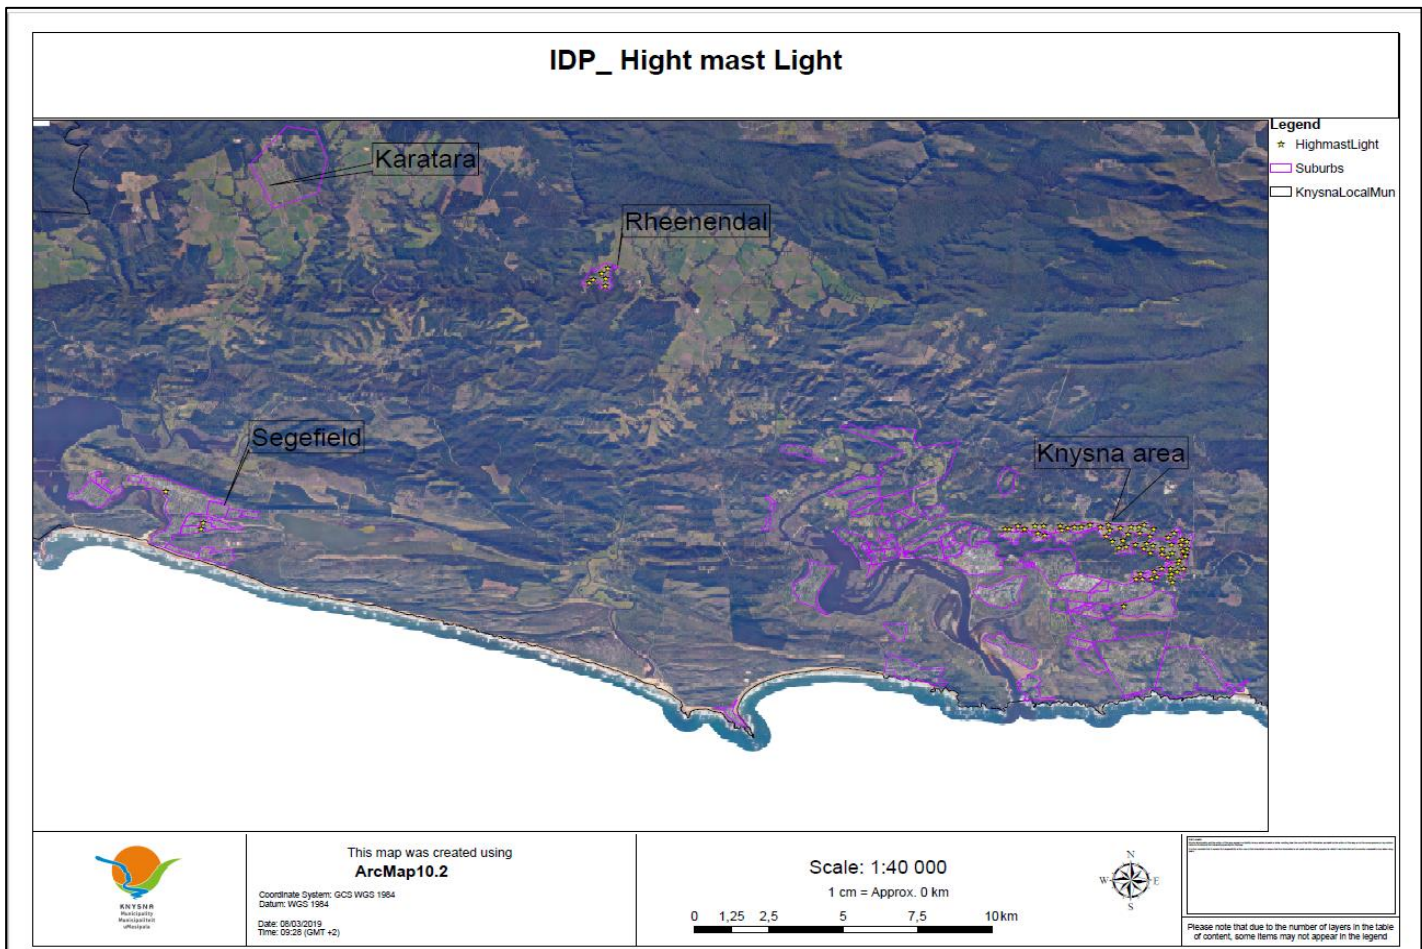 IDP_ Hight mast Light
Legend
HighmastLight
Suburbs
KnysnaLocalMun
Karatara
Rheenendal
Segefield
Knysna area
KNYSNA
Municipality
Munisipaliteit
uMasipala
This map was created using
ArcMap10.2
Coordinate System: GCS WGS 1984
Datum: WGS 1984
Date: 08/03/2019
Time: 09:28 (GMT +2)
Scale: 1:40 000
1 cm = Approx. 0 km
0 1,25 2,5 5 7,5 10 km
N
W E
S
Please note that due to the number of layers in the table
of content, some items may not appear in the legend